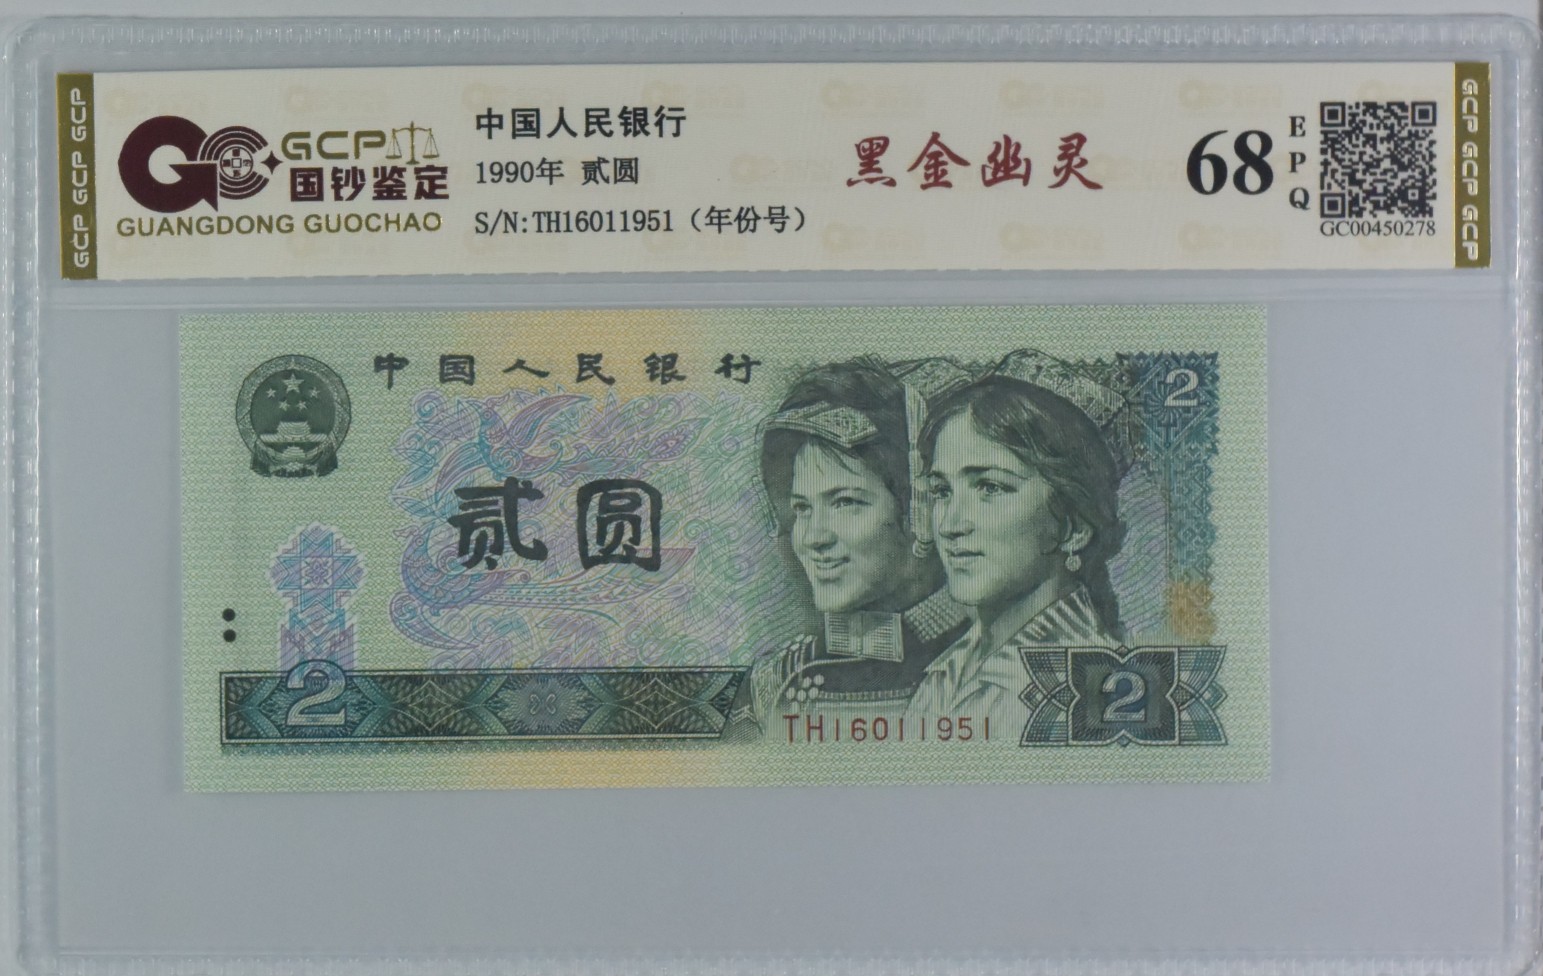 GCP GCP GCP
GCP
国钞鉴定
GUANGDONG GUOCHAO
中国人民银行
1990年 贰圆
S/N:TH16011951（年份号）
黑金幽灵
68
EPQ
GC00450278
GCP GCP GCP
中国人民银行
2
贰圆
2
TH16011951
2